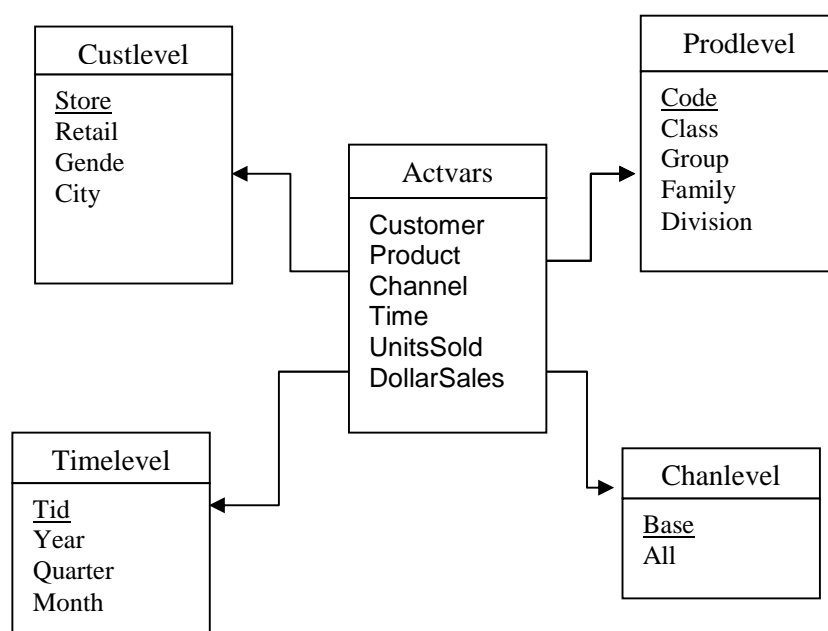 Custlevel
Store
Retail
Gende
City
Prodlevel
Code
Class
Group
Family
Division
Actvars
Customer
Product
Channel
Time
UnitsSold
DollarSales
Timelevel
Tid
Year
Quarter
Month
Chanlevel
Base
All